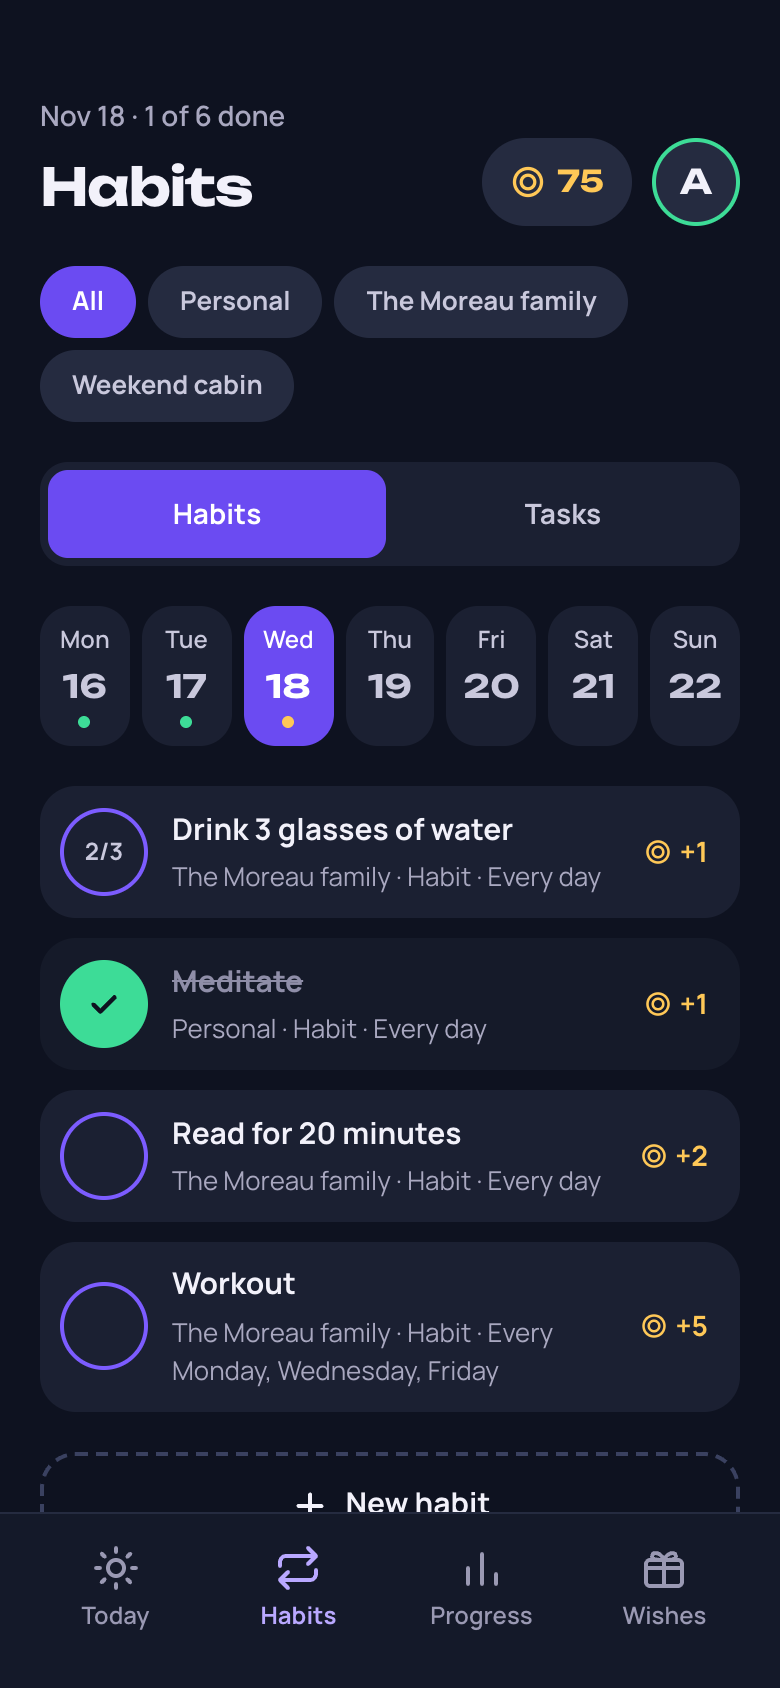 Nov 18 · 1 of 6 done
Habits
75
A
All
Personal
The Moreau family
Weekend cabin
Habits
Tasks
Mon
Tue
Wed
Thu
Fri
Sat
Sun
16
17
18
19
20
21
22
2/3
Drink 3 glasses of water
The Moreau family · Habit · Every day
+1
Meditate
Personal · Habit · Every day
+1
Read for 20 minutes
The Moreau family · Habit · Every day
+2
Workout
The Moreau family · Habit · Every
Monday, Wednesday, Friday
+5
New habit
Today
Habits
Progress
Wishes